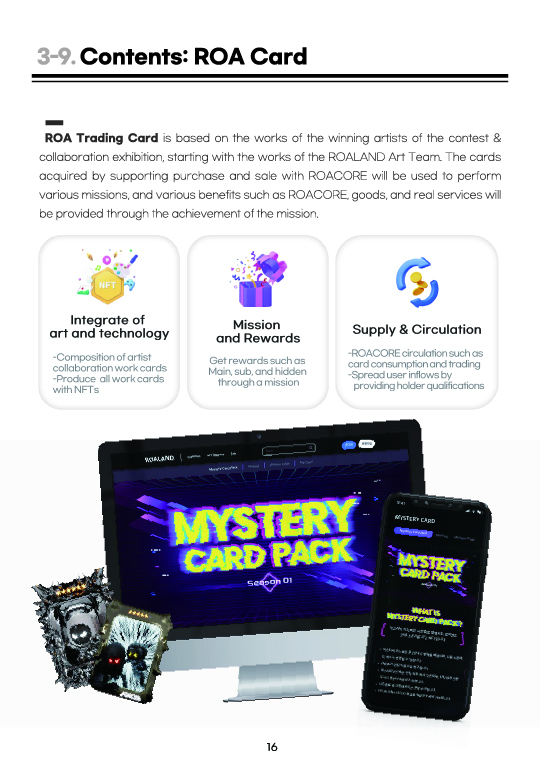 3-9. Contents: ROA Card
ROA Trading Card is based on the works of the winning artists of the contest &
collaboration exhibition, starting with the works of the ROALAND Art Team. The cards
acquired by supporting purchase and sale with ROACORE will be used to perform
various missions, and various benefits such as ROACORE, goods, and real services will
be provided through the achievement of the mission.
NFT
Integrate of
art and technology
-Composition of artist
collaboration work cards
-Produce all work cards
with NFTs
Mission
and Rewards
Get rewards such as
Main, sub, and hidden
through a mission
Supply & Circulation
-ROACORE circulation such as
card consumption and trading
-Spread user inflows by
providing holder qualifications
ROALAND
MYSTERY
CARD PACK
Season 01
MYSTERY CARD
MYSTERY
CARD PACK
WHAT IS
MYSTERY CARD PACK?
16